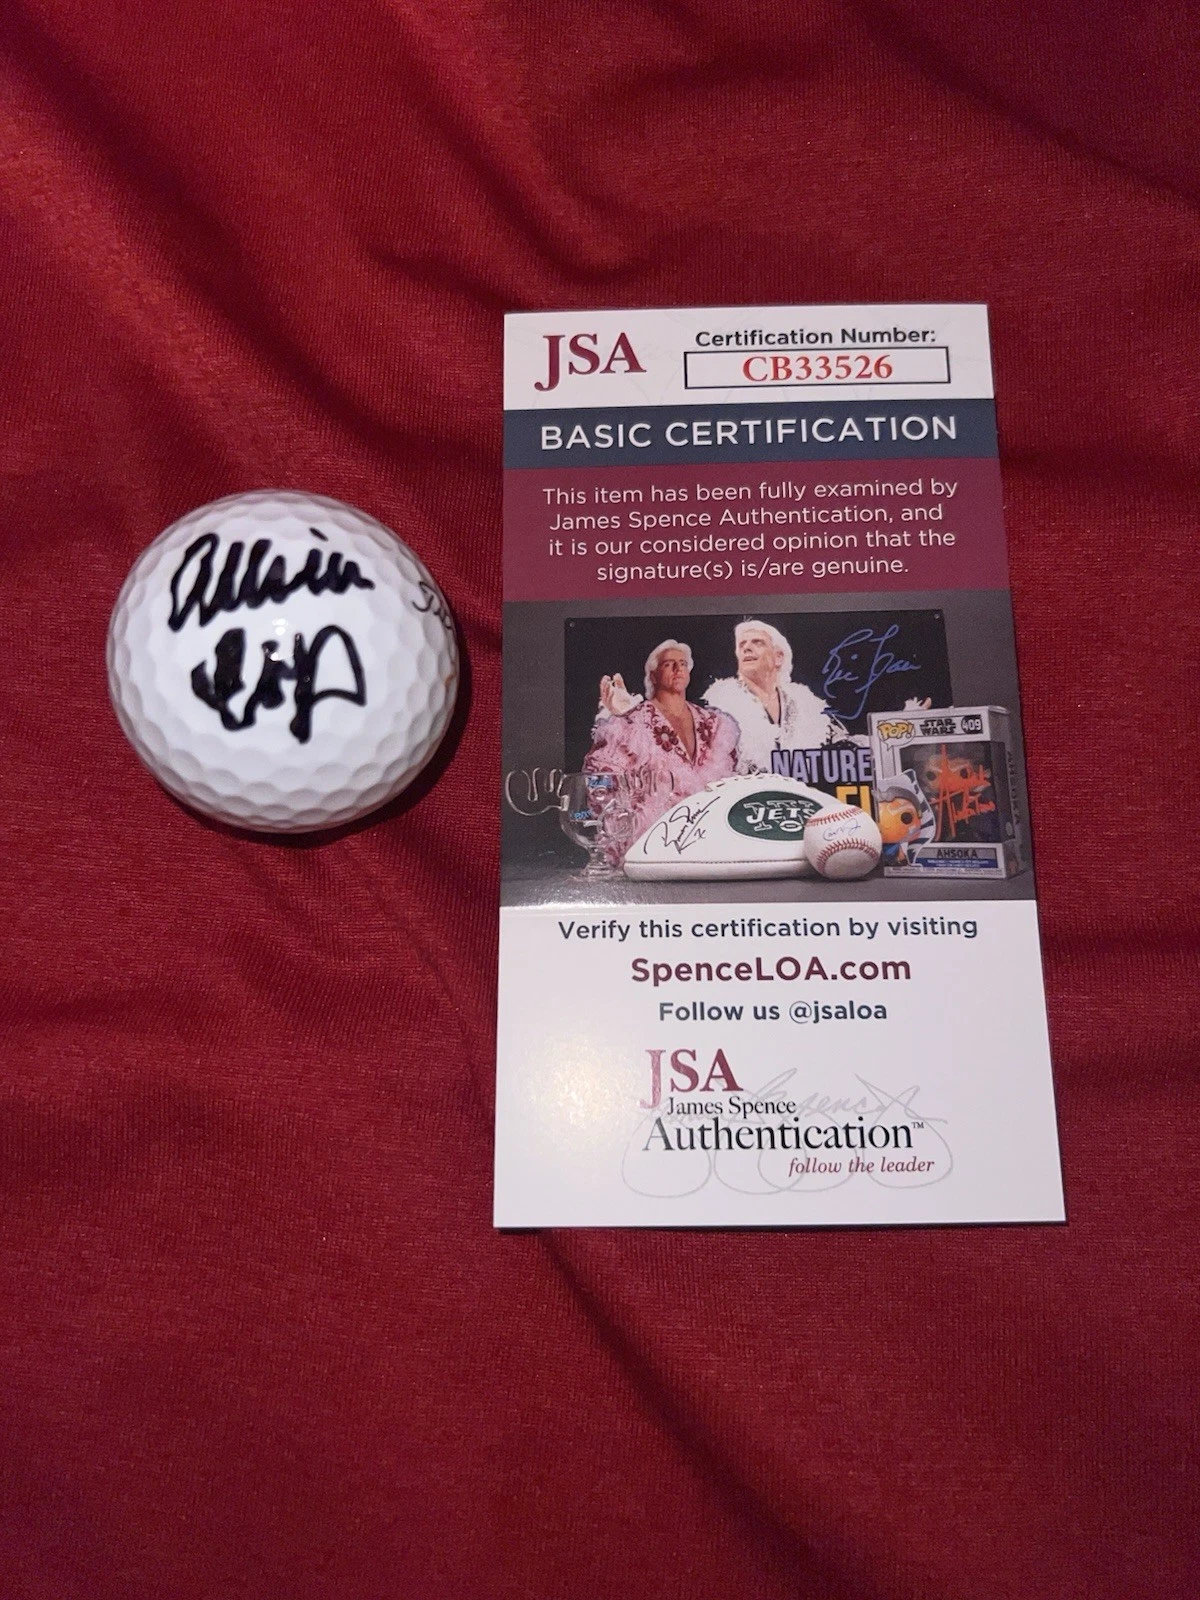 JSA
Certification Number:
CB33526
BASIC CERTIFICATION
This item has been fully examined by
James Spence Authentication, and
it is our considered opinion that the
signature(s) is/are genuine.
POP!
STAR
WARS
409
NATURE
JETS
AHSOKA
Verify this certification by visiting
SpenceLOA.com
Follow us @jsaloa
JSA
James Spence
Authentication™
follow the leader